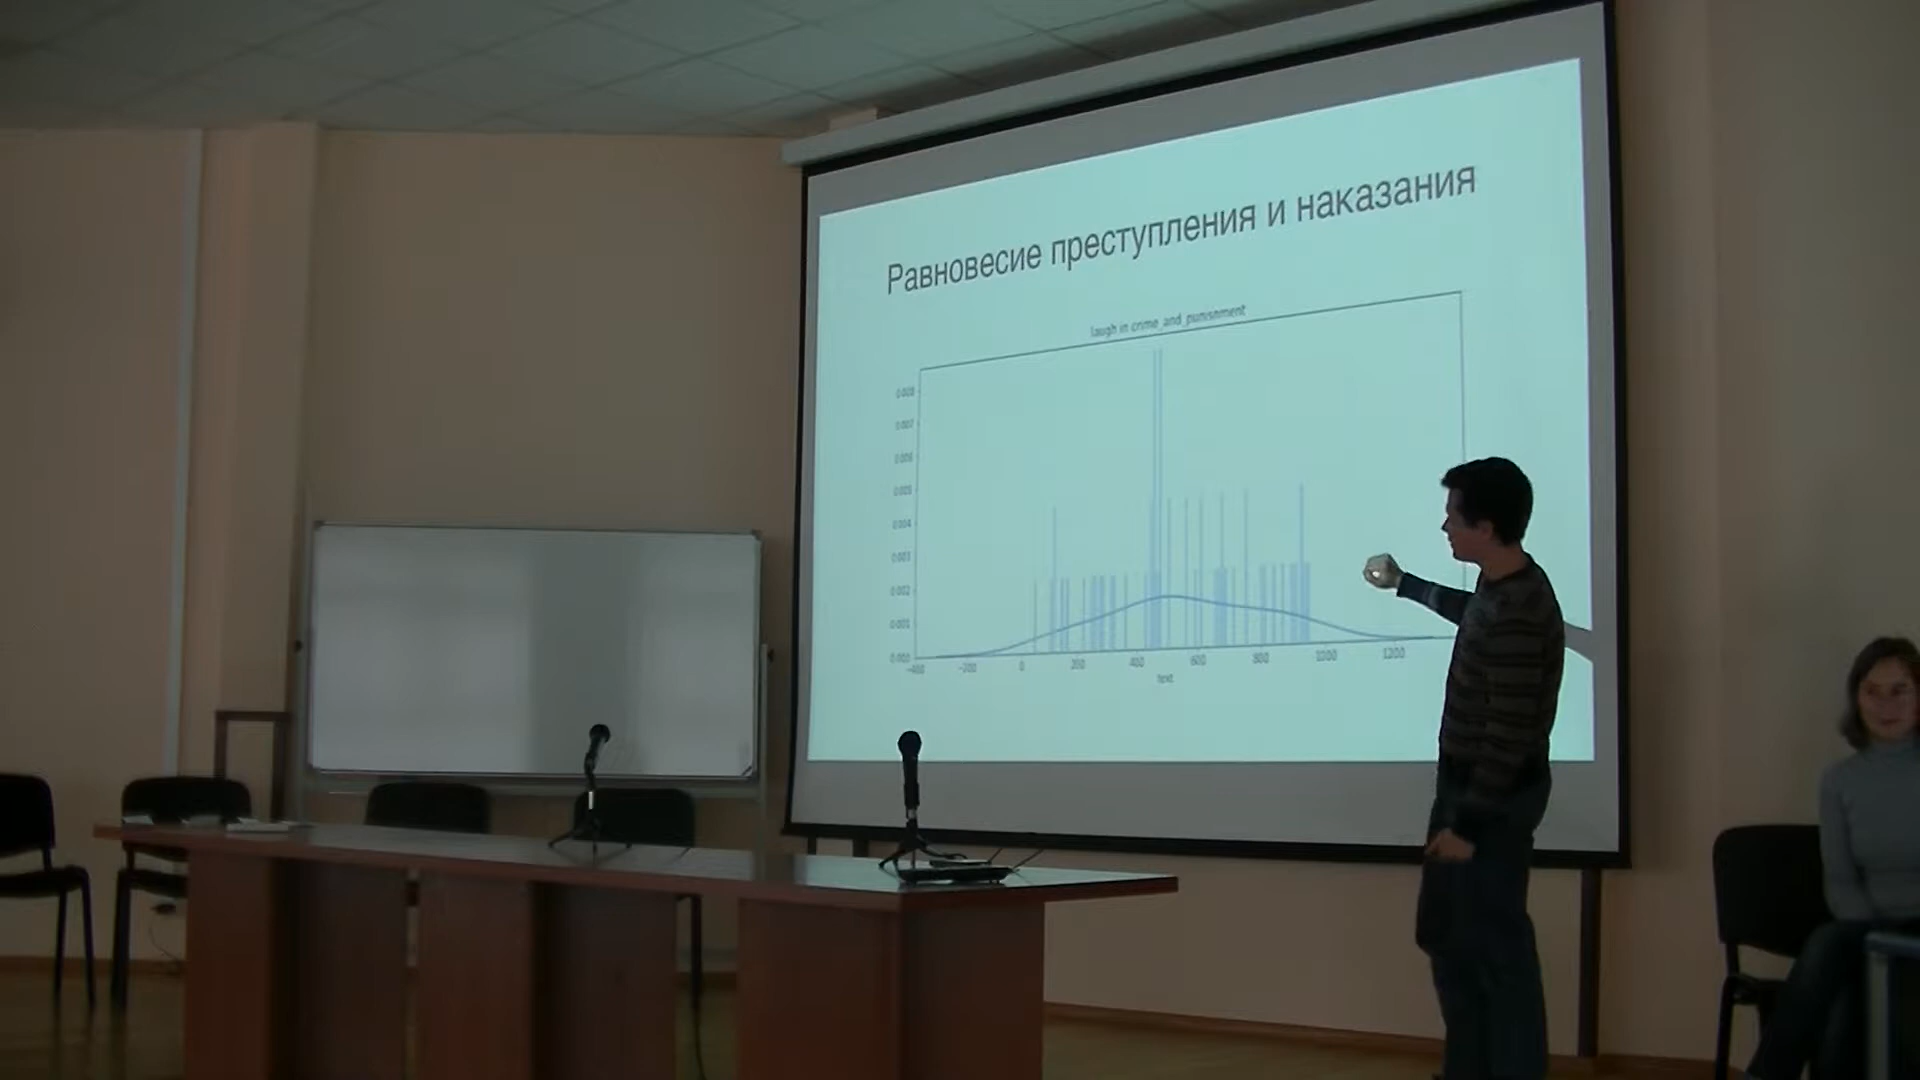 Равновесие преступления и наказания
laugh in crime_and_punishment
0.008
0.007
0.006
0.005
0.004
0.003
0.002
0.001
0.000
−400 −200 0 200 400 600 800 1000 1200
text